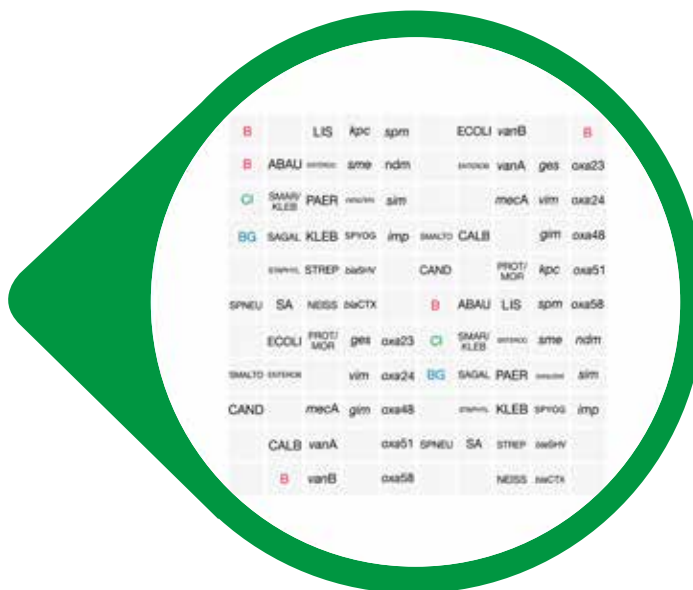 B LIS kpc spm ECOLI vanB B
B ABAU sme ndm vanA ges oxa23
CI SMAR/KLEB PAER sim mecA vim oxa24
BG SAGAL KLEB SPYOG imp SMALTO CALB gim oxa48
STREP blaSHV CAND PROT/MOR kpc oxa51
SPNEU SA NEISS blaCTX B ABAU LIS spm oxa58
ECOLI PROT/MOR ges oxa23 CI SMAR/KLEB sme ndm
SMALTO vim oxa24 BG SAGAL PAER sim
CAND mecA gim oxa48 KLEB SPYOG imp
CALB vanA oxa51 SPNEU SA STREP blaSHV
B vanB oxa58 NEISS blaCTX